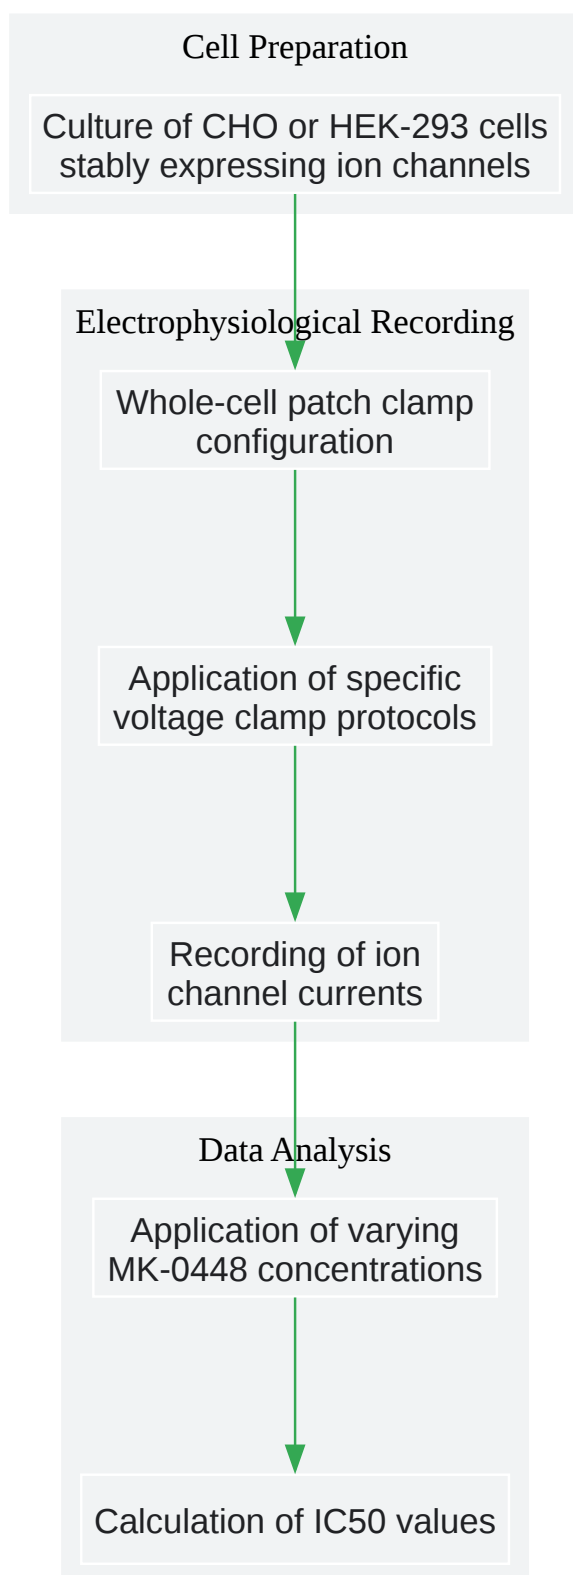 Cell Preparation
Culture of CHO or HEK-293 cells
stably expressing ion channels
Electrophysiological Recording
Whole-cell patch clamp
configuration
Application of specific
voltage clamp protocols
Recording of ion
channel currents
Data Analysis
Application of varying
MK-0448 concentrations
Calculation of IC50 values